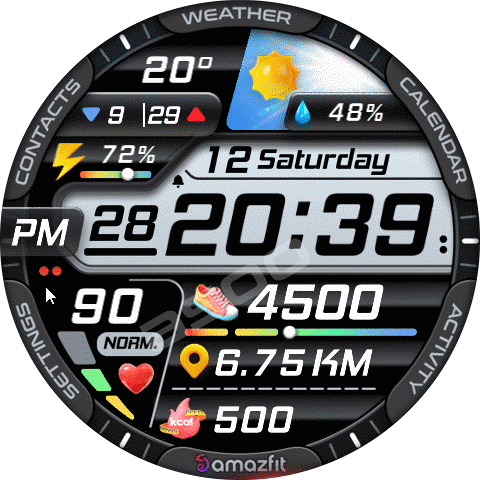 WEATHER
CONTACTS
CALENDAR
20°
9 | 29
48%
72%
12 Saturday
PM
28
20:39
90
NORM.
4500
6.75 KM
kcal
500
SETTINGS
ACTIVITY
amazfit